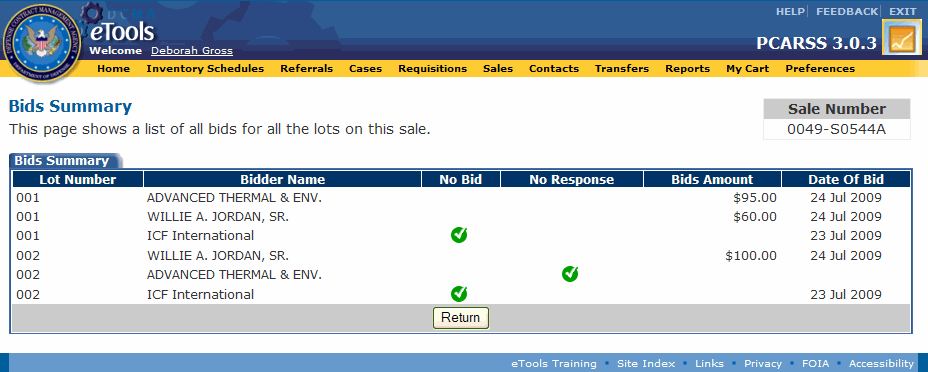 HELP FEEDBACK EXIT
DCMA
eTools
Welcome Deborah Gross
PCARSS 3.0.3
Home Inventory Schedules Referrals Cases Requisitions Sales Contacts Transfers Reports My Cart Preferences
Bids Summary
This page shows a list of all bids for all the lots on this sale.
Sale Number
0049-S0544A
Bids Summary
Lot Number Bidder Name No Bid No Response Bids Amount Date Of Bid
001 ADVANCED THERMAL & ENV. $95.00 24 Jul 2009
001 WILLIE A. JORDAN, SR. $60.00 24 Jul 2009
001 ICF International 23 Jul 2009
002 WILLIE A. JORDAN, SR. $100.00 24 Jul 2009
002 ADVANCED THERMAL & ENV.
002 ICF International 23 Jul 2009
Return
eTools Training • Site Index • Links • Privacy • FOIA • Accessibility